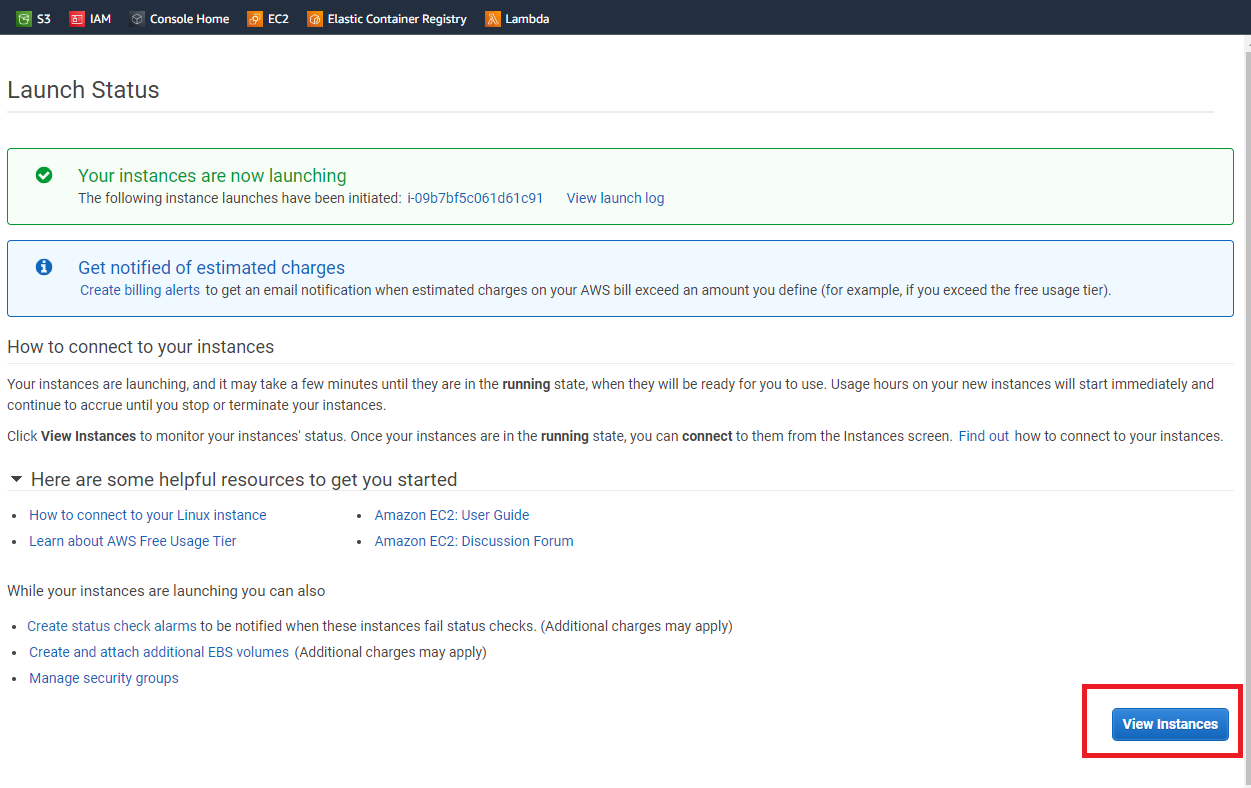 S3 IAM Console Home EC2 Elastic Container Registry Lambda
Launch Status
Your instances are now launching
The following instance launches have been initiated: i-09b7bf5c061d61c91 View launch log
Get notified of estimated charges
Create billing alerts to get an email notification when estimated charges on your AWS bill exceed an amount you define (for example, if you exceed the free usage tier).
How to connect to your instances
Your instances are launching, and it may take a few minutes until they are in the running state, when they will be ready for you to use. Usage hours on your new instances will start immediately and
continue to accrue until you stop or terminate your instances.
Click View Instances to monitor your instances' status. Once your instances are in the running state, you can connect to them from the Instances screen. Find out how to connect to your instances.
Here are some helpful resources to get you started
How to connect to your Linux instance
Learn about AWS Free Usage Tier
Amazon EC2: User Guide
Amazon EC2: Discussion Forum
While your instances are launching you can also
Create status check alarms to be notified when these instances fail status checks. (Additional charges may apply)
Create and attach additional EBS volumes (Additional charges may apply)
Manage security groups
View Instances